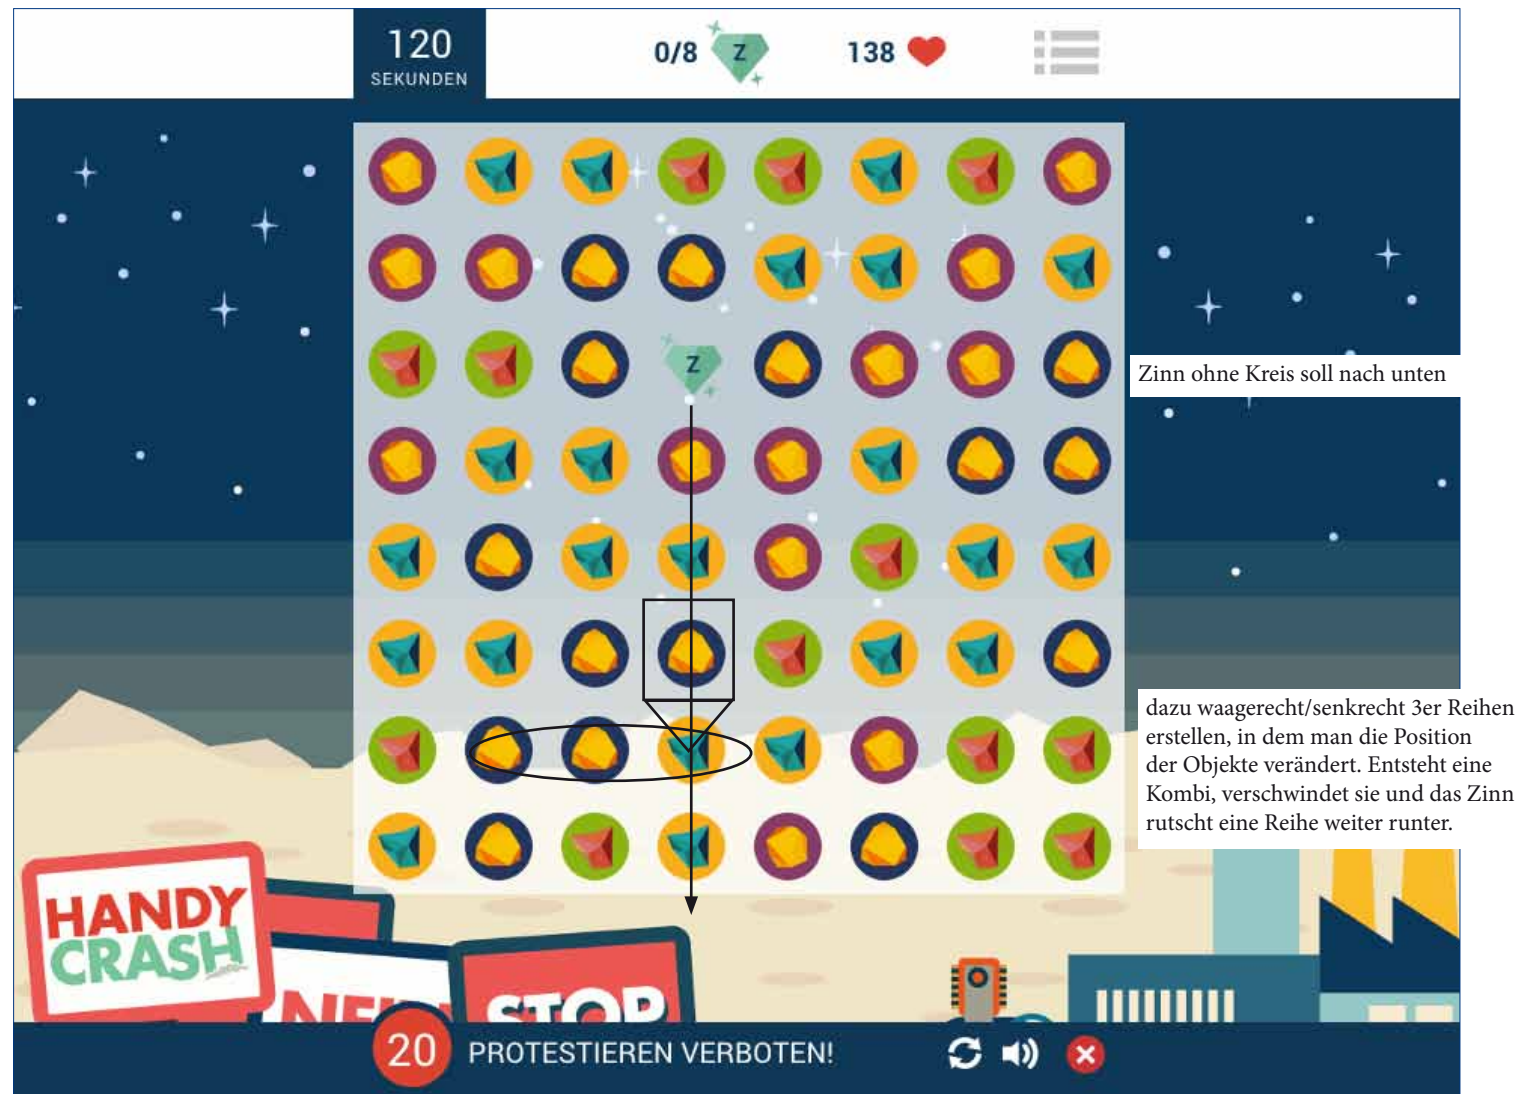 120
SEKUNDEN
0/8 Z
138
Z
Zinn ohne Kreis soll nach unten
dazu waagerecht/senkrecht 3er Reihen
erstellen, in dem man die Position
der Objekte verändert. Entsteht eine
Kombi, verschwindet sie und das Zinn
rutscht eine Reihe weiter runter.
HANDY
CRASH
STOP
20 PROTESTIEREN VERBOTEN!